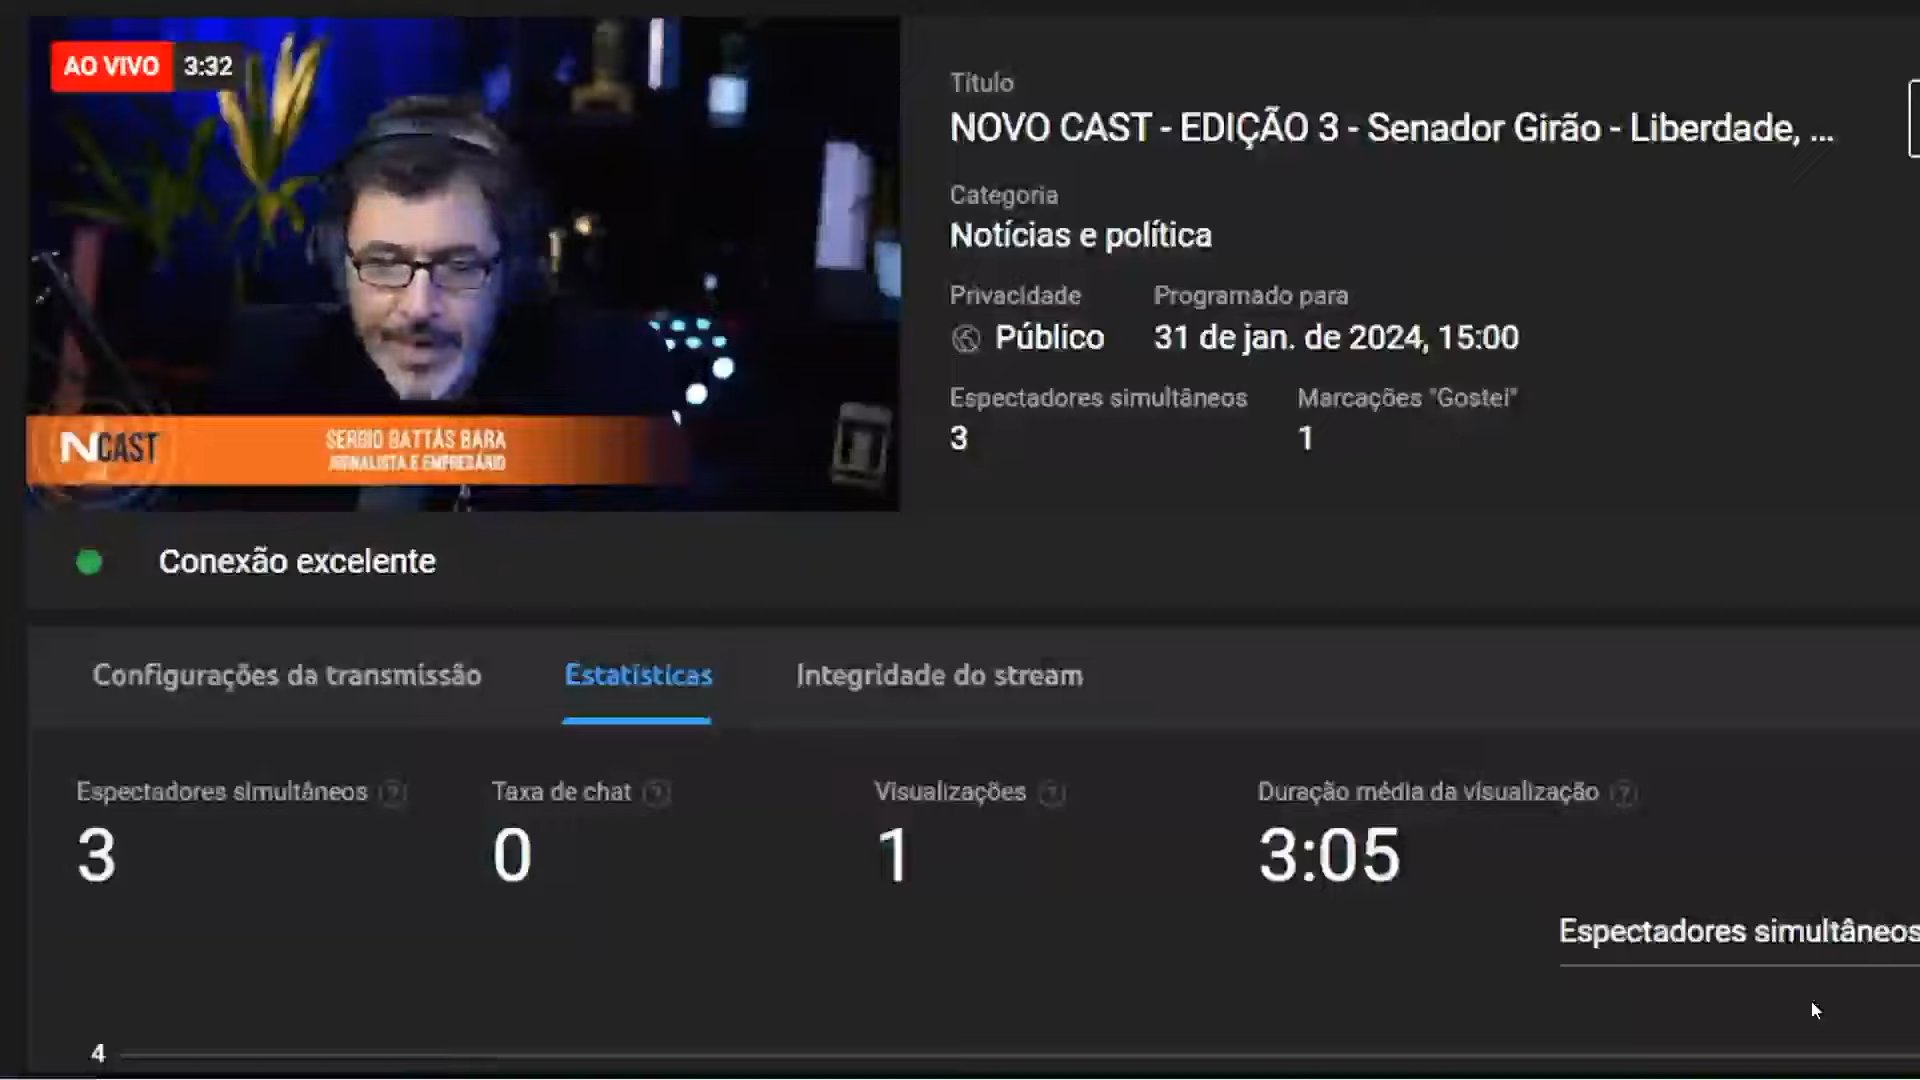 AO VIVO 3:32
NCAST
SERGIO BATTÁS BARA
JORNALISTA E EMPRESÁRIO
Título
NOVO CAST - EDIÇÃO 3 - Senador Girão - Liberdade, ...
Categoria
Notícias e política
Privacidade Programado para
Público 31 de jan. de 2024, 15:00
Espectadores simultâneos Marcações "Gostei"
3 1
Conexão excelente
Configurações da transmissão Estatísticas Integridade do stream
Espectadores simultâneos ? Taxa de chat ? Visualizações ? Duração média da visualização ?
3 0 1 3:05
Espectadores simultâneos
4